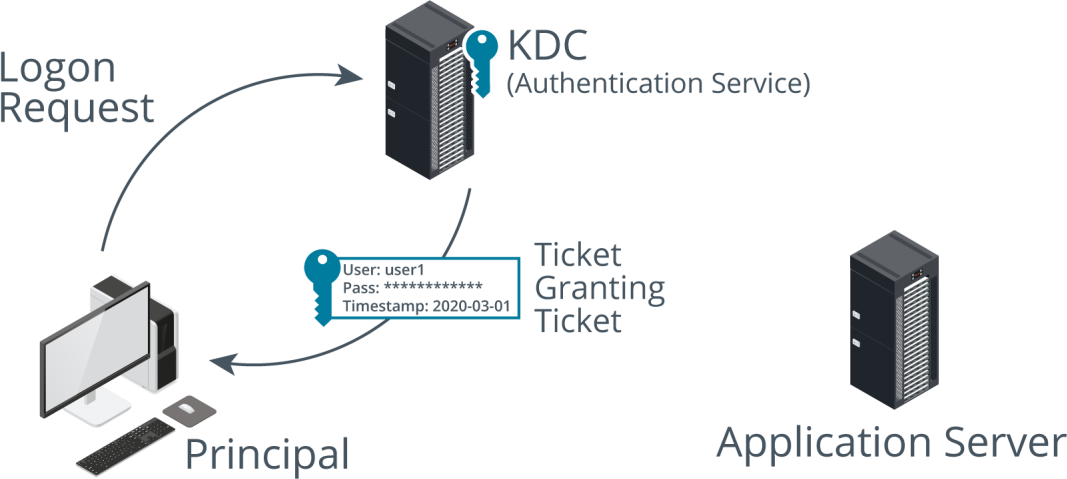 Logon
Request
KDC
(Authentication Service)
User: user1
Pass: ************
Timestamp: 2020-03-01
Ticket
Granting
Ticket
Principal
Application Server